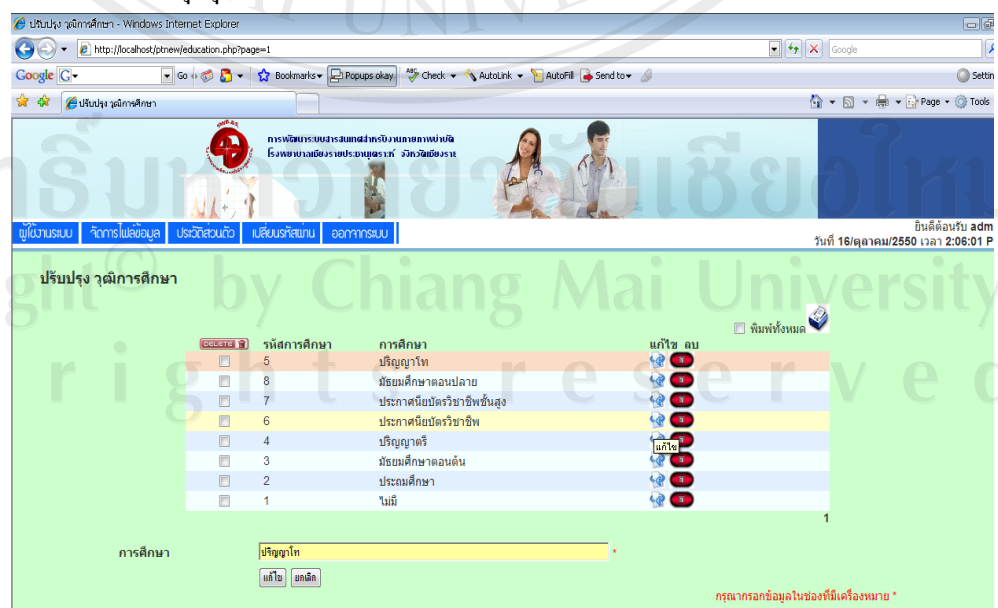 ปรับปรุง วุฒิการศึกษา - Windows Internet Explorer
http://localhost/ptnew/education.php?page=1
Google
Google G Go Bookmarks Popups okay Check AutoLink AutoFill Send to Settin
ปรับปรุง วุฒิการศึกษา
Page Tools
การพัฒนาระบบสารสนเทศสำหรับงานกายภาพบำบัด
โรงพยาบาลเชียงรายประชานุเคราะห์ จังหวัดเชียงราย
ผู้ใช้งานระบบ จัดการไฟล์ข้อมูล ประวัติส่วนตัว เปลี่ยนรหัสผ่าน ออกจากระบบ
ยินดีต้อนรับ adm
วันที่ 16/ตุลาคม/2550 เวลา 2:06:01 P
ปรับปรุง วุฒิการศึกษา
พิมพ์ทั้งหมด
DELETE รหัสการศึกษา การศึกษา แก้ไข ลบ
5 ปริญญาโท
8 มัธยมศึกษาตอนปลาย
7 ประกาศนียบัตรวิชาชีพชั้นสูง
6 ประกาศนียบัตรวิชาชีพ
4 ปริญญาตรี
แก้ไข
3 มัธยมศึกษาตอนต้น
2 ประถมศึกษา
1 ไม่มี
1
การศึกษา ปริญญาโท *
แก้ไข ยกเลิก
กรุณากรอกข้อมูลในช่องที่มีเครื่องหมาย *
ght© by Chiang Mai University
rights reserved